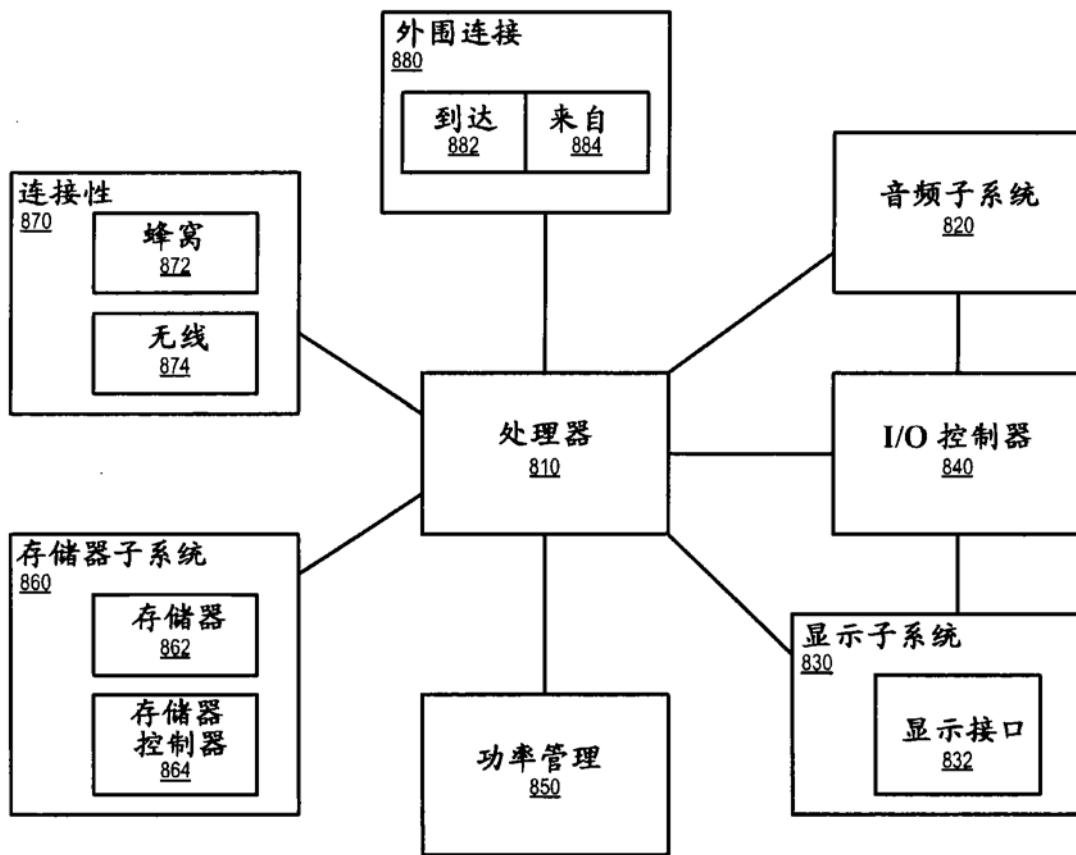 外围连接
880
到达
882
来自
884
连接性
870
蜂窝
872
无线
874
音频子系统
820
处理器
810
I/O 控制器
840
存储器子系统
860
存储器
862
存储器
控制器
864
功率管理
850
显示子系统
830
显示接口
832